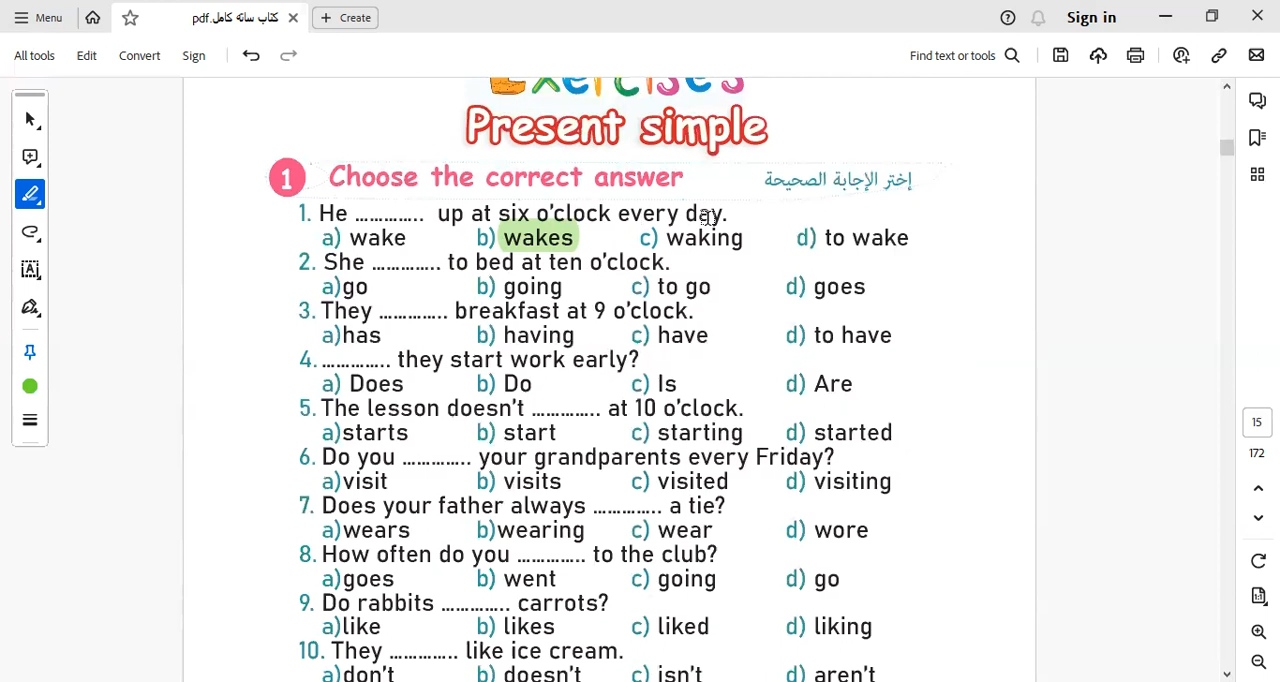 Menu
كتاب ساته كامل.pdf
Create
Sign in
All tools Edit Convert Sign
Find text or tools
Exercises
Present simple
1 Choose the correct answer إختر الإجابة الصحيحة
1. He ………….. up at six o'clock every day.
a) wake b) wakes c) waking d) to wake
2. She ………….. to bed at ten o'clock.
a)go b) going c) to go d) goes
3. They ………….. breakfast at 9 o'clock.
a)has b) having c) have d) to have
4. ………….. they start work early?
a) Does b) Do c) Is d) Are
5. The lesson doesn't ………….. at 10 o'clock.
a)starts b) start c) starting d) started
6. Do you ………….. your grandparents every Friday?
a)visit b) visits c) visited d) visiting
7. Does your father always ………….. a tie?
a)wears b)wearing c) wear d) wore
8. How often do you ………….. to the club?
a)goes b) went c) going d) go
9. Do rabbits ………….. carrots?
a)like b) likes c) liked d) liking
10. They ………….. like ice cream.
a)don't b) doesn't c) isn't d) aren't
15
172